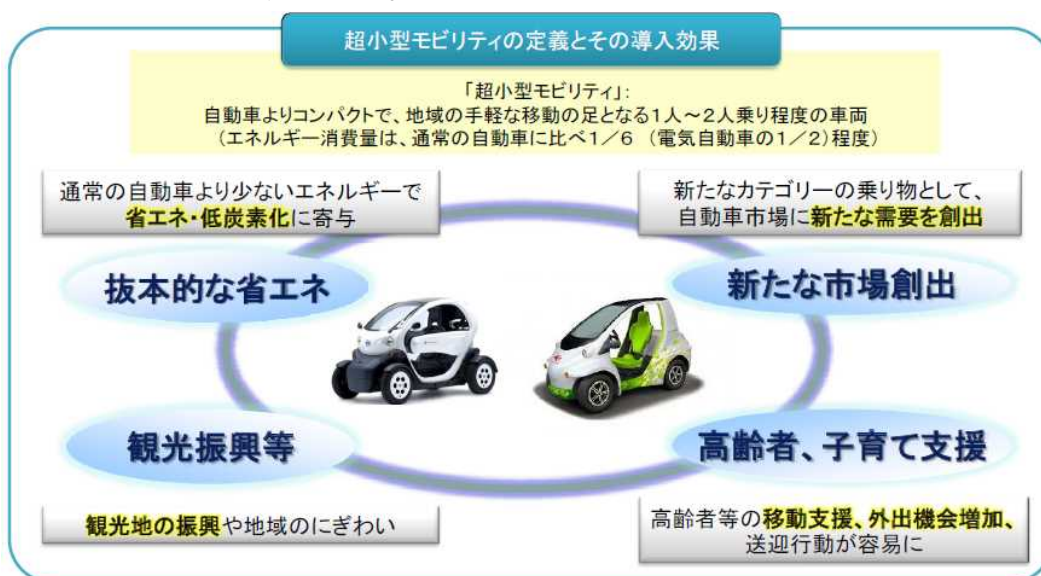 超小型モビリティの定義とその導入効果
「超小型モビリティ」:
自動車よりコンパクトで、地域の手軽な移動の足となる1人～2人乗り程度の車両
（エネルギー消費量は、通常の自動車に比べ1／6 （電気自動車の1／2）程度）
通常の自動車より少ないエネルギーで
省エネ・低炭素化に寄与
新たなカテゴリーの乗り物として、
自動車市場に新たな需要を創出
抜本的な省エネ
新たな市場創出
観光振興等
高齢者、子育て支援
観光地の振興や地域のにぎわい
高齢者等の移動支援、外出機会増加、
送迎行動が容易に